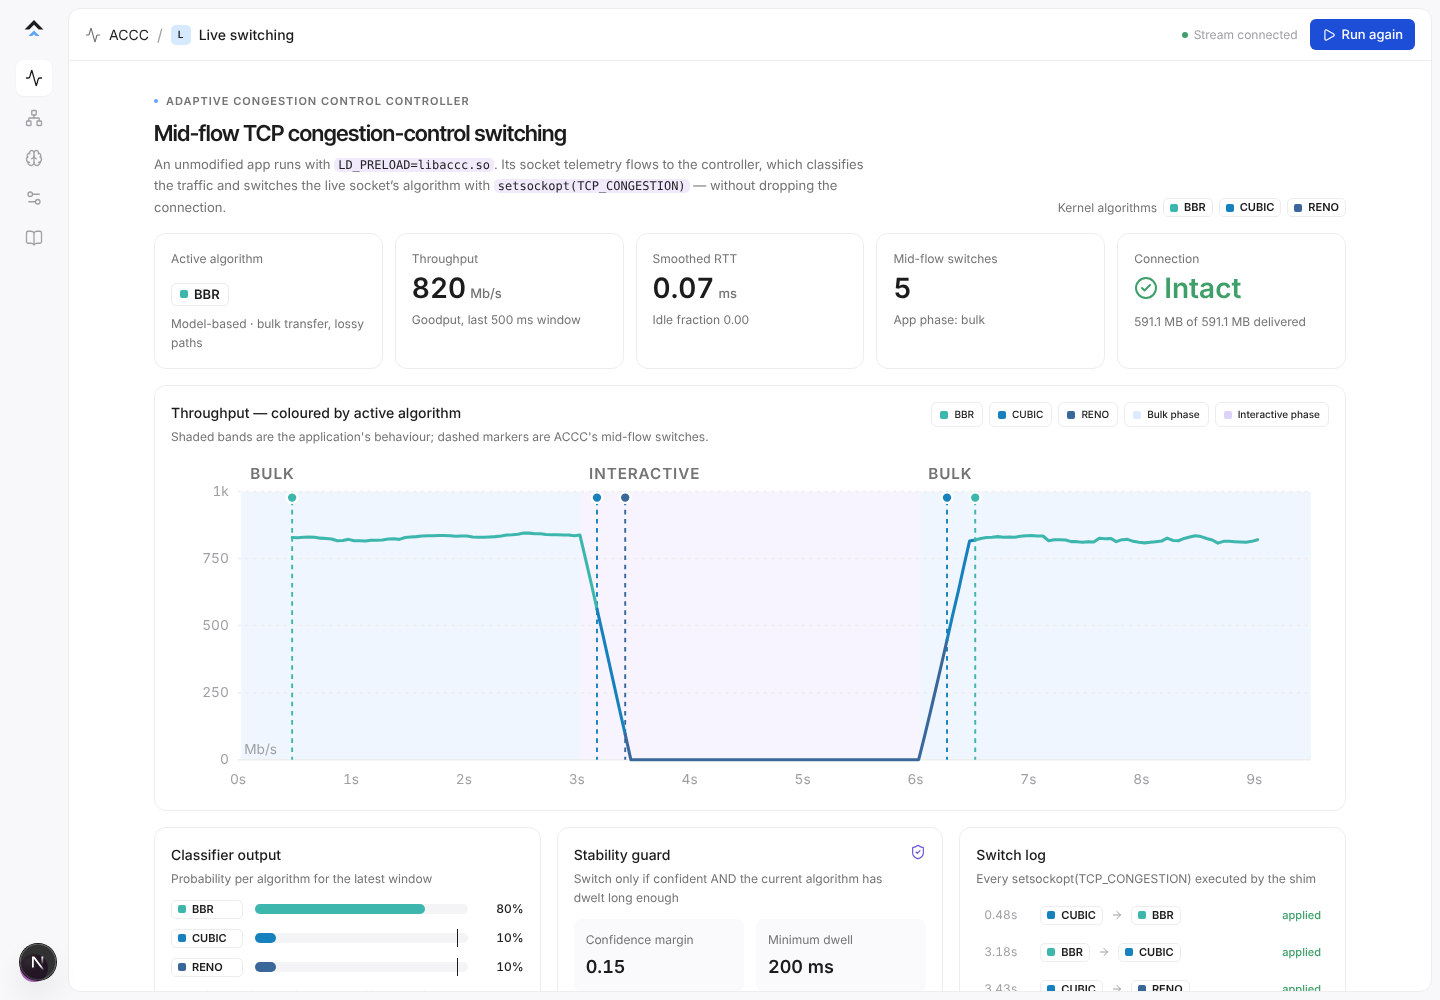 ACCC / L Live switching
Stream connected
Run again
ADAPTIVE CONGESTION CONTROL CONTROLLER
Mid-flow TCP congestion-control switching
An unmodified app runs with LD_PRELOAD=libaccc.so. Its socket telemetry flows to the controller, which classifies
the traffic and switches the live socket's algorithm with setsockopt(TCP_CONGESTION) — without dropping the
connection.
Kernel algorithms BBR CUBIC RENO
Active algorithm
BBR
Model-based · bulk transfer, lossy
paths
Throughput
820 Mb/s
Goodput, last 500 ms window
Smoothed RTT
0.07 ms
Idle fraction 0.00
Mid-flow switches
5
App phase: bulk
Connection
Intact
591.1 MB of 591.1 MB delivered
Throughput — coloured by active algorithm
Shaded bands are the application's behaviour; dashed markers are ACCC's mid-flow switches.
BBR CUBIC RENO Bulk phase Interactive phase
BULK INTERACTIVE BULK
1k
750
500
250
0
Mb/s
0s 1s 2s 3s 4s 5s 6s 7s 8s 9s
Classifier output
Probability per algorithm for the latest window
BBR 80%
CUBIC 10%
RENO 10%
Stability guard
Switch only if confident AND the current algorithm has
dwelt long enough
Confidence margin
0.15
Minimum dwell
200 ms
Switch log
Every setsockopt(TCP_CONGESTION) executed by the shim
0.48s CUBIC → BBR applied
3.18s BBR → CUBIC applied
3.43s CUBIC → RENO applied
N